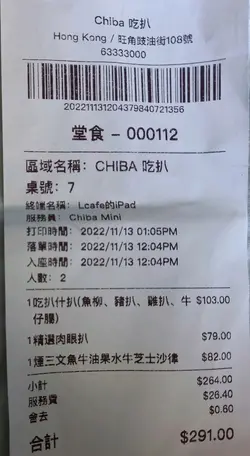 Chiba 吃扒
Hong Kong / 旺角豉油街108號
63333000
202211131204379840721356
堂食 - 000112
區域名稱: CHIBA 吃扒
桌號: 7
終端名稱: Lcafe的iPad
服務員: Chiba Mini
打印時間: 2022/11/13 01:05PM
落單時間: 2022/11/13 12:04PM
入座時間: 2022/11/13 12:04PM
人數: 2
1吃扒什扒(魚柳、豬扒、雞扒、牛 $103.00
仔腸)
1精選肉眼扒 $79.00
1煙三文魚牛油果水牛芝士沙律 $82.00
小計 $264.00
服務費 $26.40
舍去 $0.60
合計 $291.00